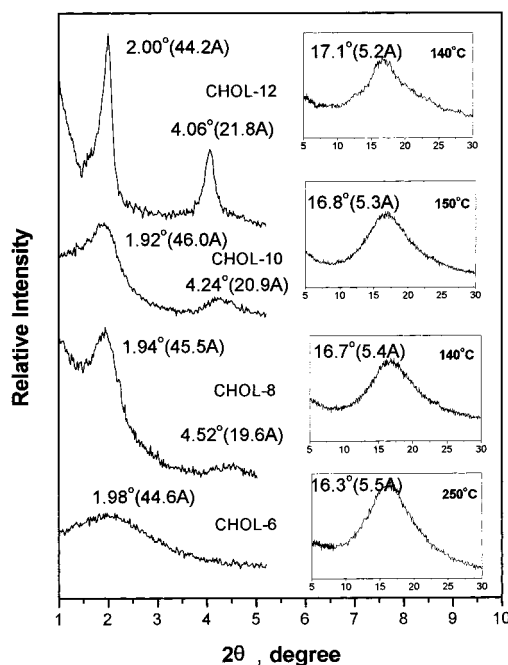 2.00°(44.2A)
CHOL-12
4.06°(21.8A)
17.1°(5.2A)
140°C
5 10 15 20 25 30
1.92°(46.0A)
CHOL-10
4.24°(20.9A)
16.8°(5.3A)
150°C
5 10 15 20 25 30
1.94°(45.5A)
CHOL-8
4.52°(19.6A)
16.7°(5.4A)
140°C
5 10 15 20 25 30
1.98°(44.6A)
CHOL-6
16.3°(5.5A)
250°C
5 10 15 20 25 30
Relative Intensity
1 2 3 4 5 6 7 8 9 10
2θ , degree